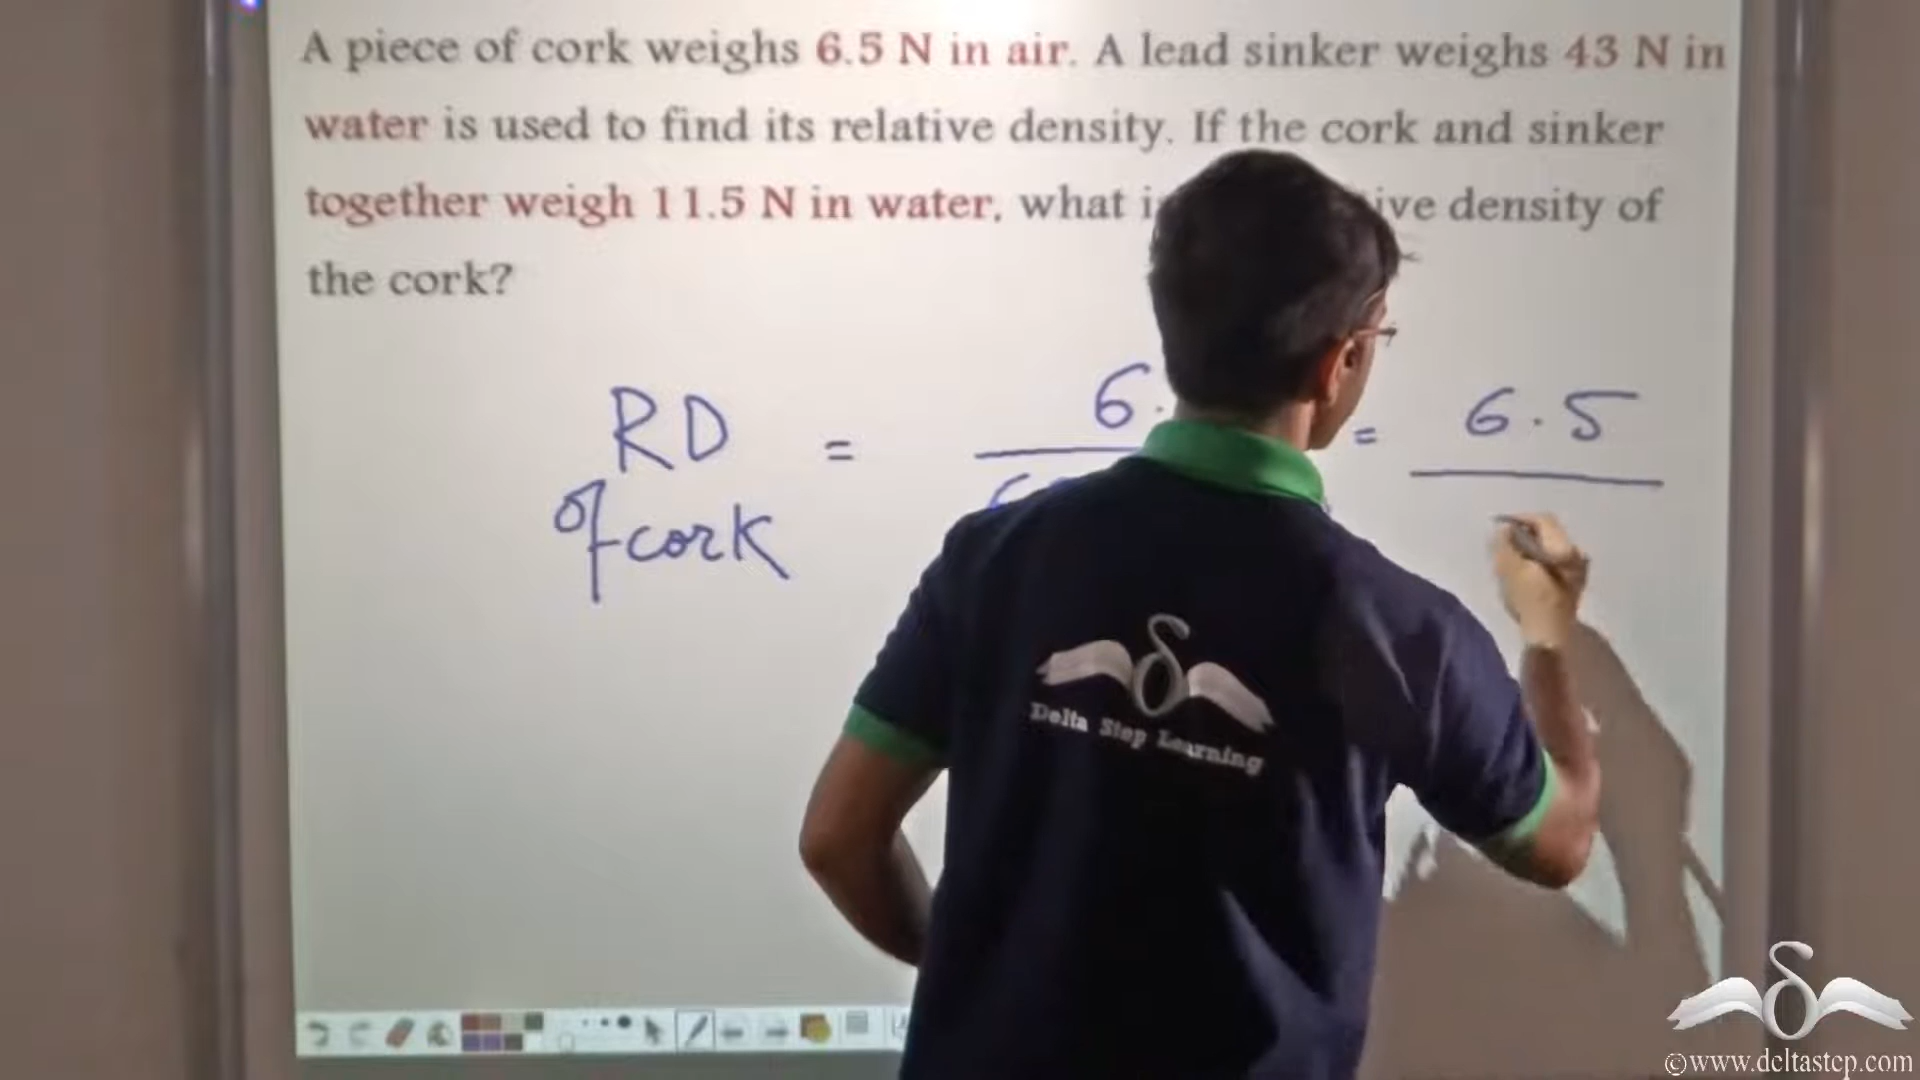 A piece of cork weighs 6.5 N in air. A lead sinker weighs 43 N in
water is used to find its relative density. If the cork and sinker
together weigh 11.5 N in water, what density of
the cork?
RD = 6. = 6.5
of cork
Delta Step Learning
©www.deltastep.com